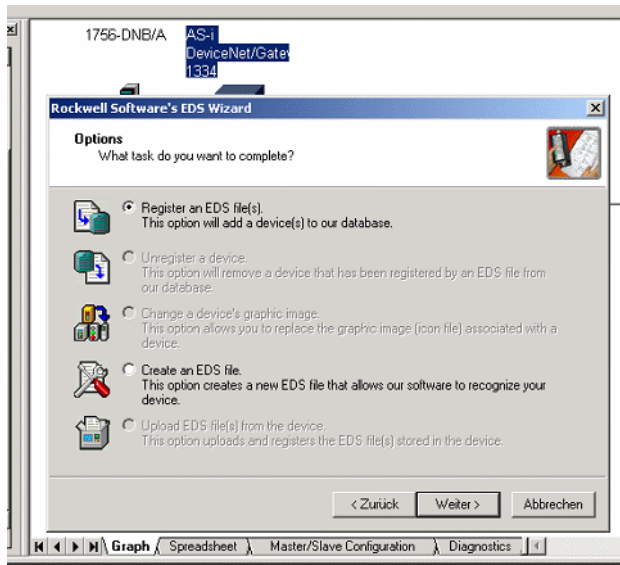 1756-DNB/A
AS-i
DeviceNet/Gatew
1334
Rockwell Software's EDS Wizard
Options
What task do you want to complete?
Register an EDS file(s).
This option will add a device(s) to our database.
Unregister a device.
This option will remove a device that has been registered by an EDS file from
our database.
Change a device's graphic image.
This option allows you to replace the graphic image (icon file) associated with a
device.
Create an EDS file.
This option creates a new EDS file that allows our software to recognize your
device.
Upload EDS file(s) from the device.
This option uploads and registers the EDS file(s) stored in the device.
< Zurück Weiter > Abbrechen
Graph Spreadsheet Master/Slave Configuration Diagnostics